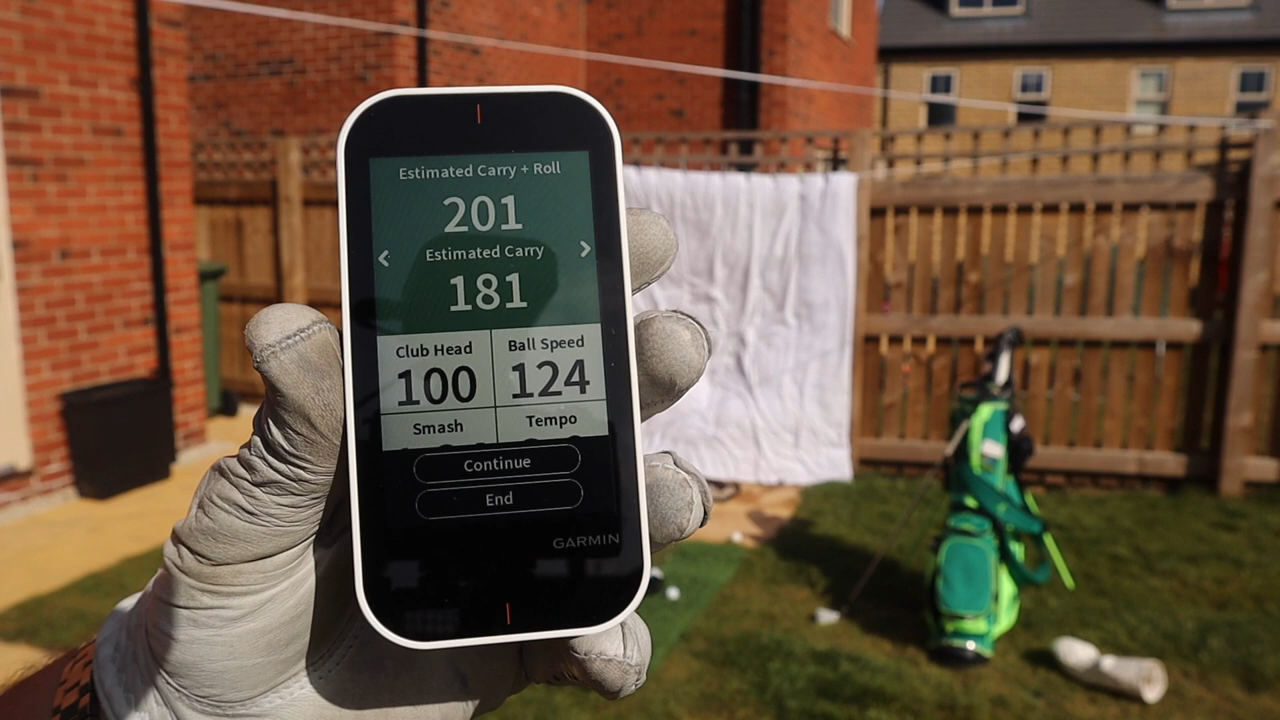 Estimated Carry + Roll
201
Estimated Carry
181
Club Head
Ball Speed
100
124
Smash
Tempo
Continue
End
GARMIN